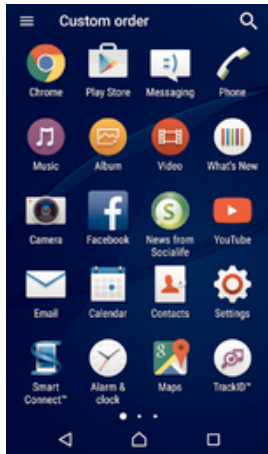 Custom order
Chrome Play Store Messaging Phone
Music Album Video What's New
Camera Facebook News from Socialife YouTube
Email Calendar Contacts Settings
Smart Connect™ Alarm & clock Maps TrackID™